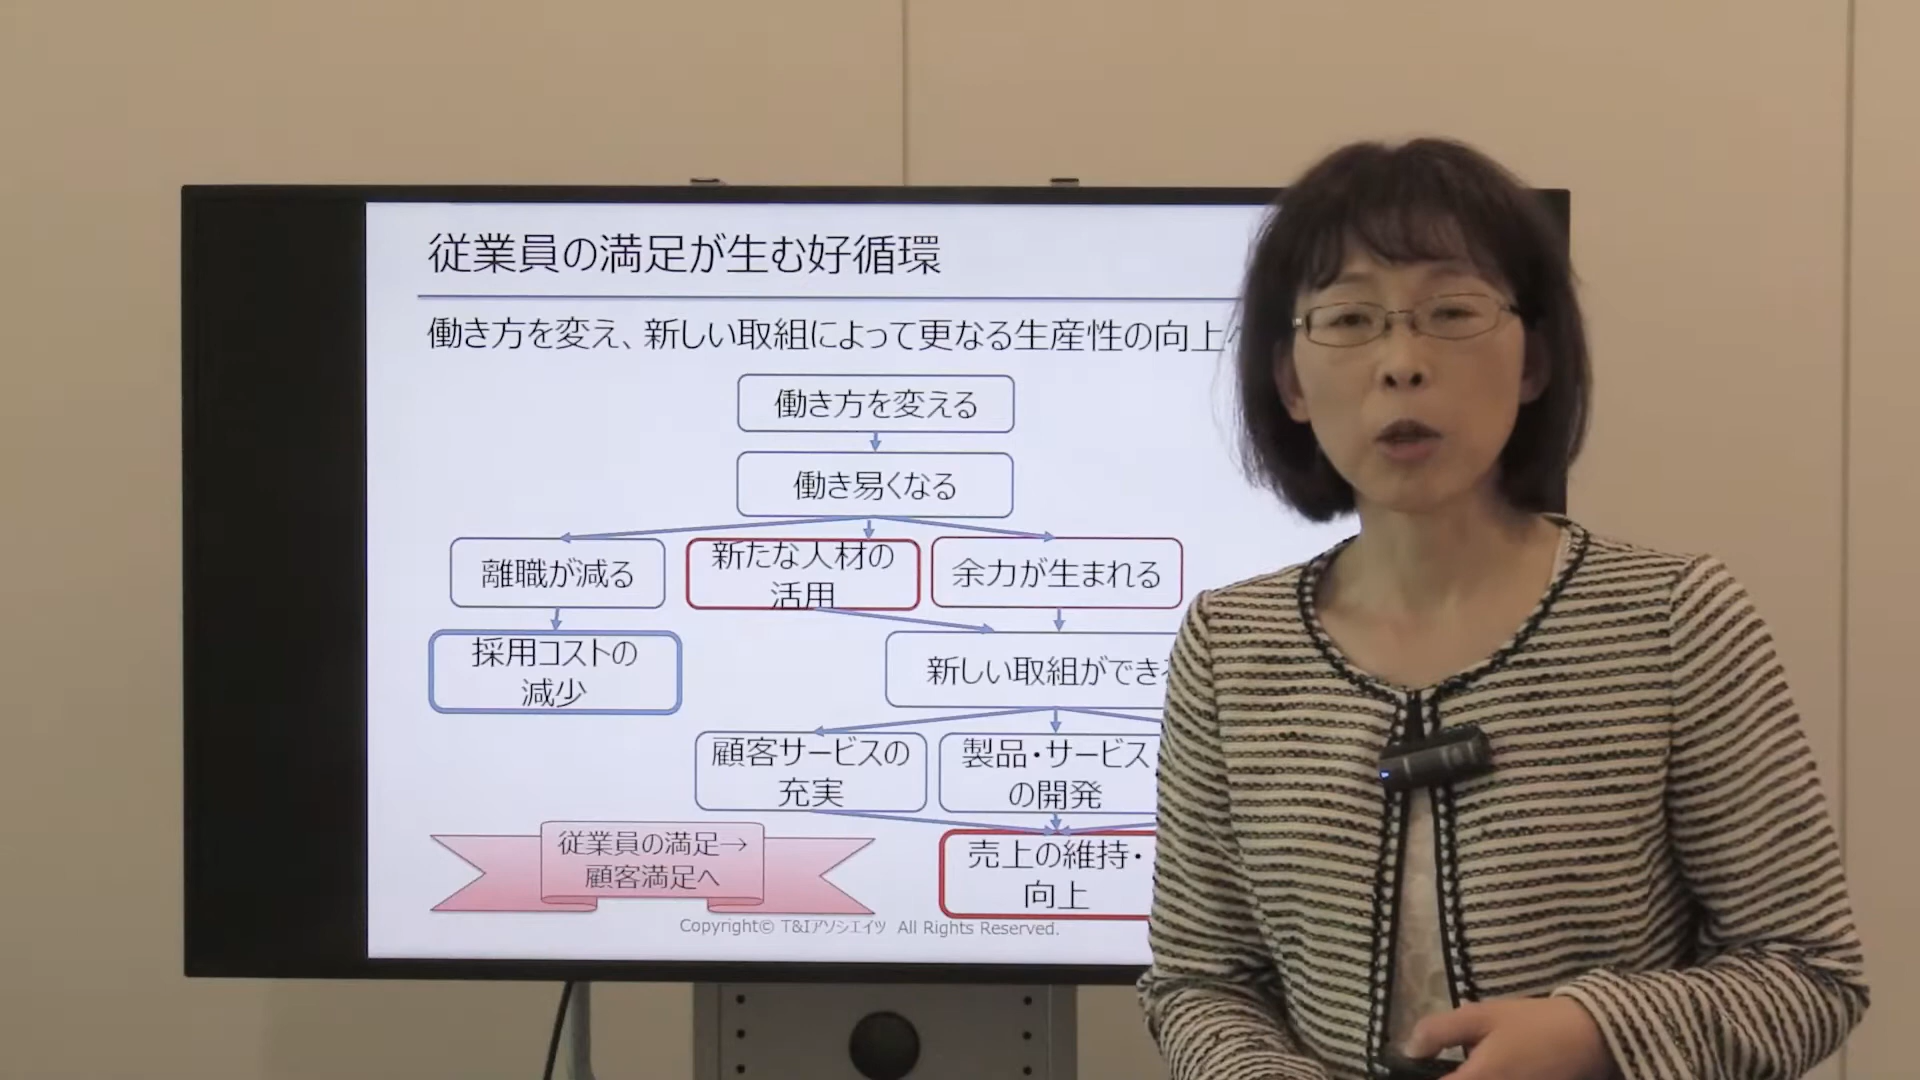 従業員の満足が生む好循環
働き方を変え、新しい取組によって更なる生産性の向上
働き方を変える
働き易くなる
離職が減る
新たな人材の
活用
余力が生まれる
採用コストの
減少
新しい取組ができ
顧客サービスの
充実
製品・サービス
の開発
従業員の満足→
顧客満足へ
売上の維持・
向上
Copyright© T&Iアソシエイツ All Rights Reserved.